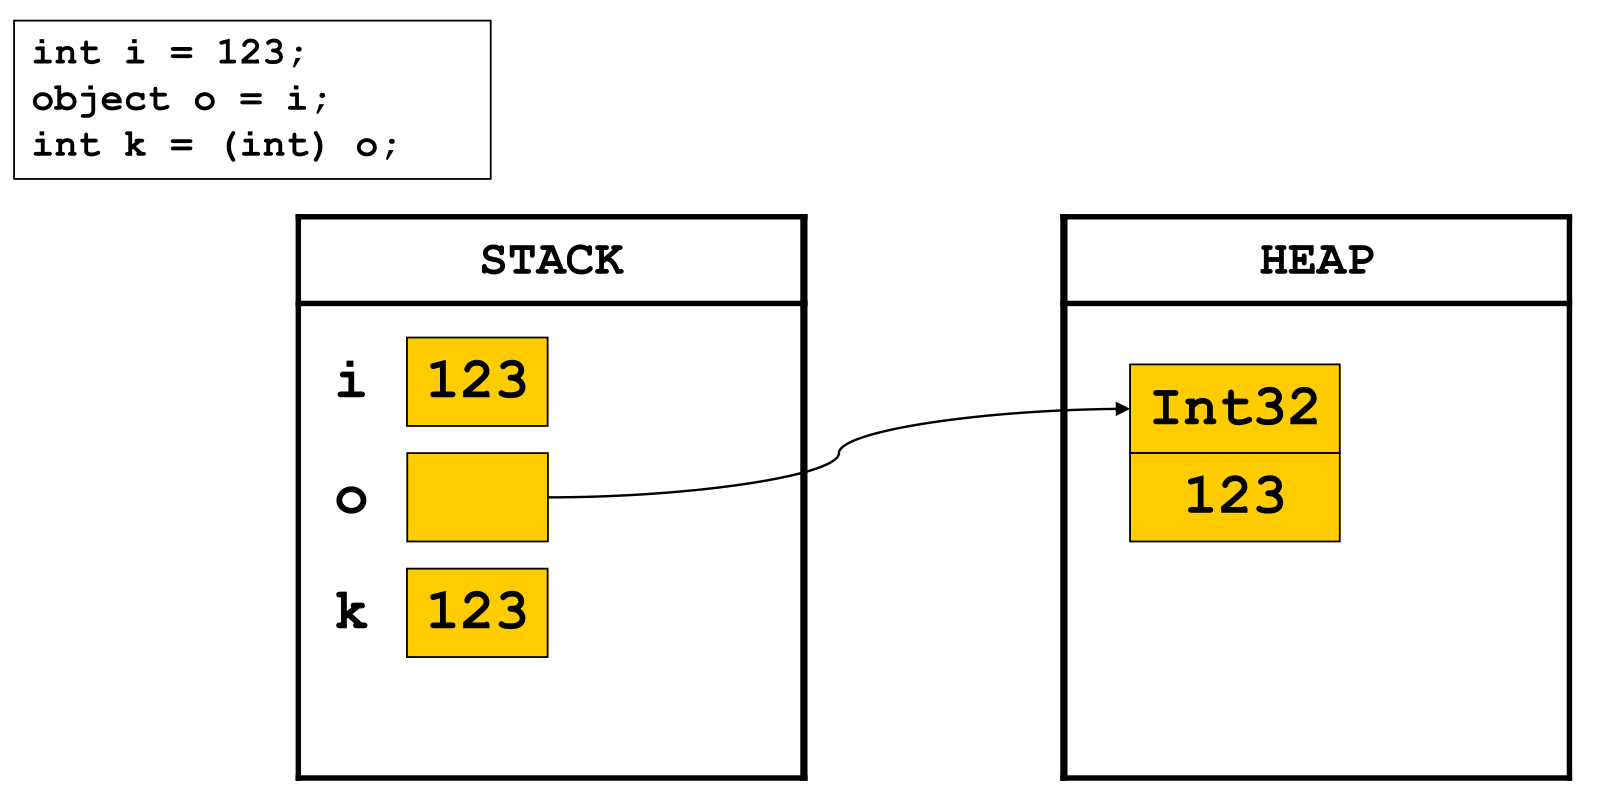 int i = 123;
object o = i;
int k = (int) o;
STACK
HEAP
i 123
Int32
o
123
k 123